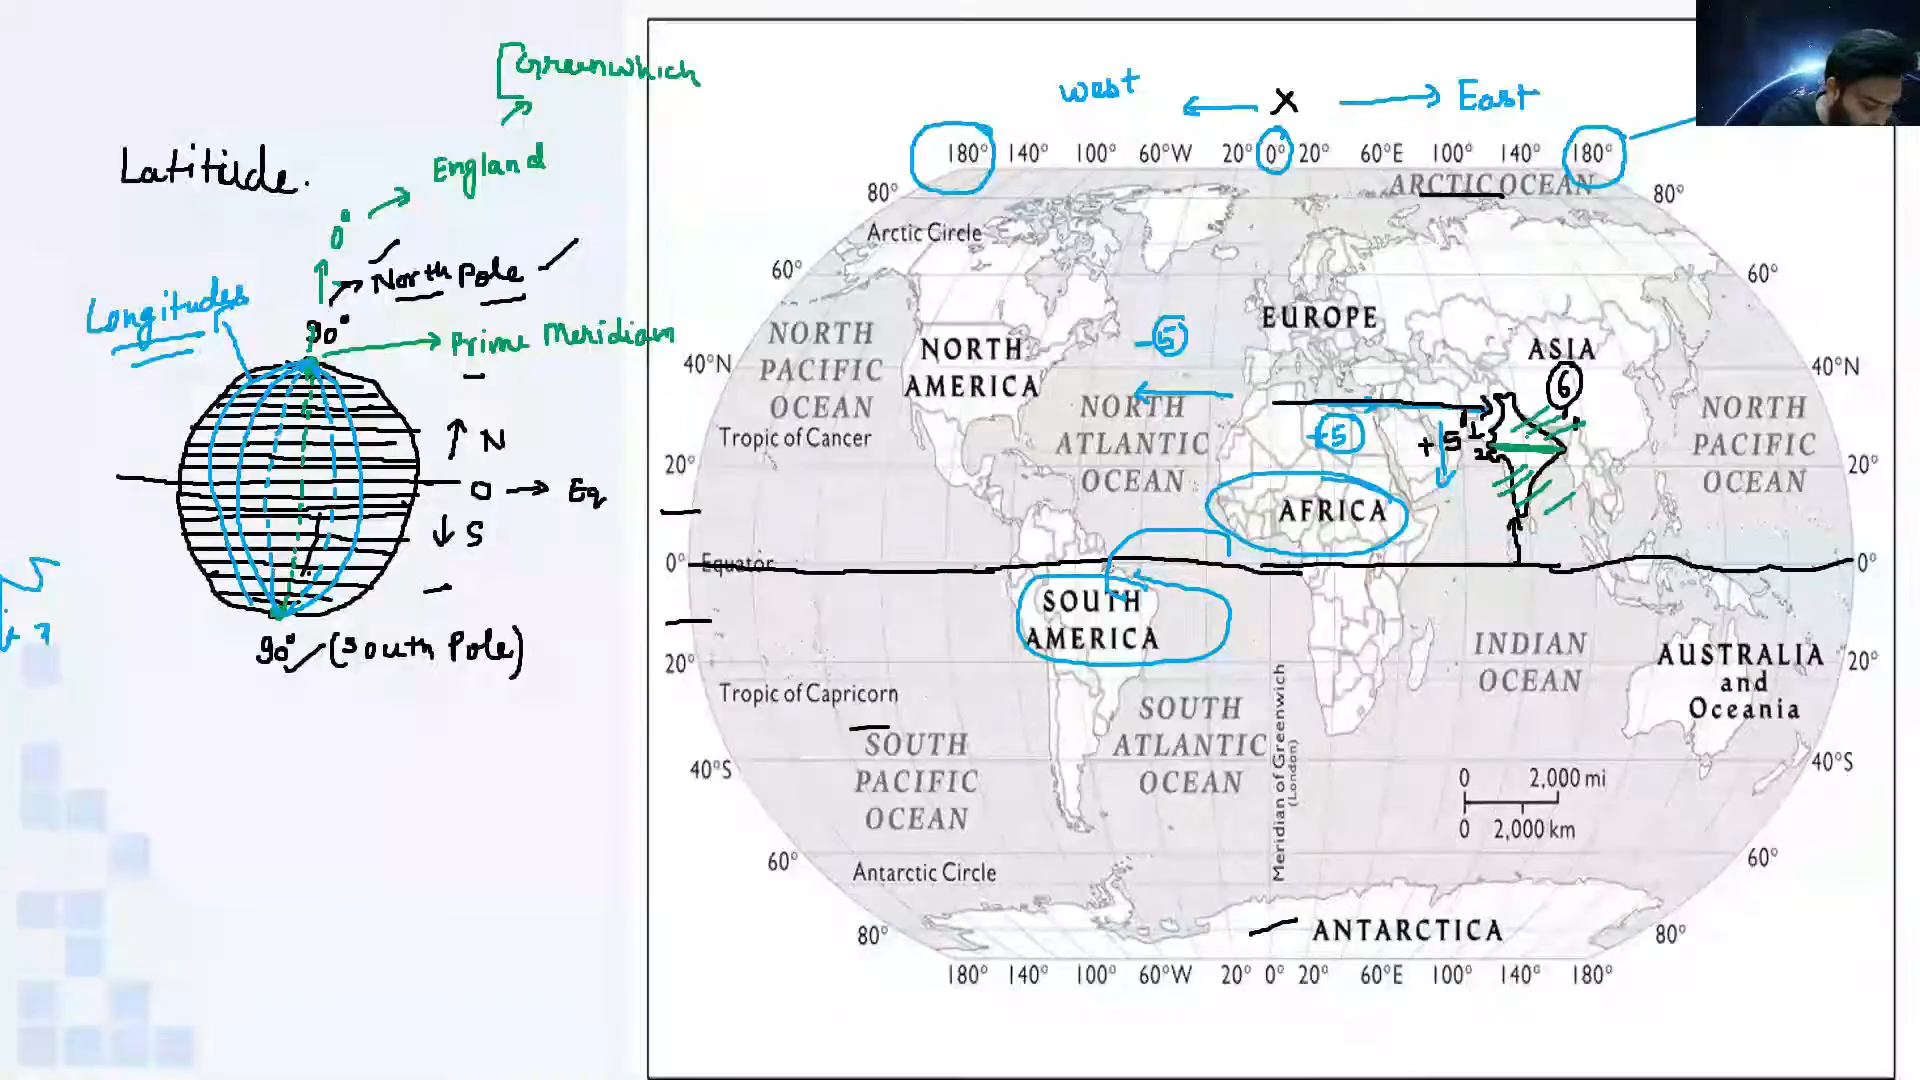 Greenwhich
England
Latitude.
0°
North Pole
Longitudes
90°
Prime Meridian
N
0 → Eq
S
90° (South Pole)
west ← X → East
180° 140° 100° 60°W 20° 0° 20° 60°E 100° 140° 180°
ARCTIC OCEAN
80° 80°
Arctic Circle
60° 60°
EUROPE
NORTH
PACIFIC
OCEAN
NORTH
AMERICA
-5
ASIA
6
40°N 40°N
NORTH
ATLANTIC
OCEAN
NORTH
PACIFIC
OCEAN
Tropic of Cancer
+5
+5
20° 20°
AFRICA
0° Equator 0°
SOUTH
AMERICA
INDIAN
OCEAN
AUSTRALIA
and
Oceania
20° 20°
Tropic of Capricorn
SOUTH
PACIFIC
OCEAN
SOUTH
ATLANTIC
OCEAN
Meridian of Greenwich
(London)
40°S 40°S
0 2,000 mi
0 2,000 km
60° 60°
Antarctic Circle
ANTARCTICA
80° 80°
180° 140° 100° 60°W 20° 0° 20° 60°E 100° 140° 180°